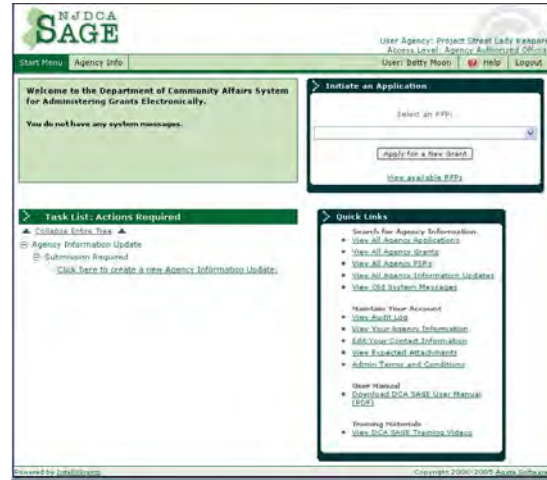 NJDCA
SAGE
User Agency: Project Street Lady Keepers
Access Level: Agency Authorized Official
Start Menu Agency Info
User: Betty Moon Help Logout
Welcome to the Department of Community Affairs System
for Administering Grants Electronically.
You do not have any system messages.
Initiate an Application
Select an RFP:
Apply for a New Grant
View available RFPs
Task List: Actions Required
Collapse Entire Tree
Agency Information Update
Submission Required
Click here to create a new Agency Information Update.
Quick Links
Search for Agency Information
View All Agency Applications
View All Agency Grants
View All Agency FSRs
View All Agency Information Updates
View Old System Messages
Maintain Your Account
View Audit Log
View Your Agency Information
Edit Your Contact Information
View Expected Attachments
Admin Terms and Conditions
User Manual
Download DCA SAGE User Manual
(PDF)
Training Materials
View DCA SAGE Training Videos
Powered by IntelliGrants
Copyright 2000-2005 Agate Software